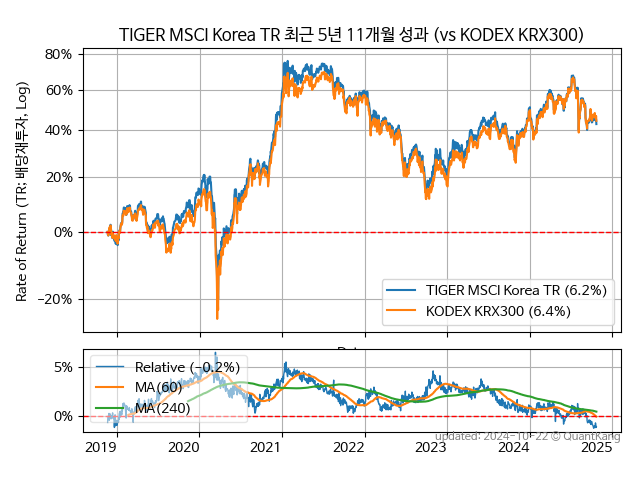 TIGER MSCI Korea TR 최근 5년 11개월 성과 (vs KODEX KRX300)
Rate of Return (TR: 배당재투자, Log)
80%
60%
40%
20%
0%
−20%
TIGER MSCI Korea TR (6.2%)
KODEX KRX300 (6.4%)
5%
0%
Relative (−0.2%)
MA(60)
MA(240)
2019
2020
2021
2022
2023
2024
2025
updated: 2024-10-22 © QuantKang